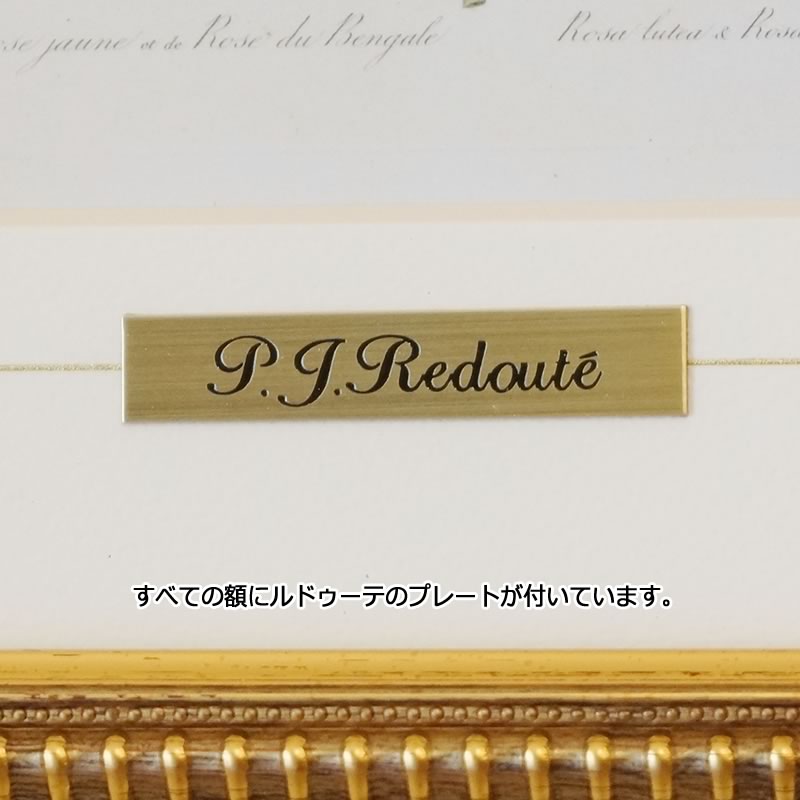 ose jaune et de Rose du Bengale
Rosa lutea & Rosa
P. J. Redouté
すべての額にルドゥーテのプレートが付いています。